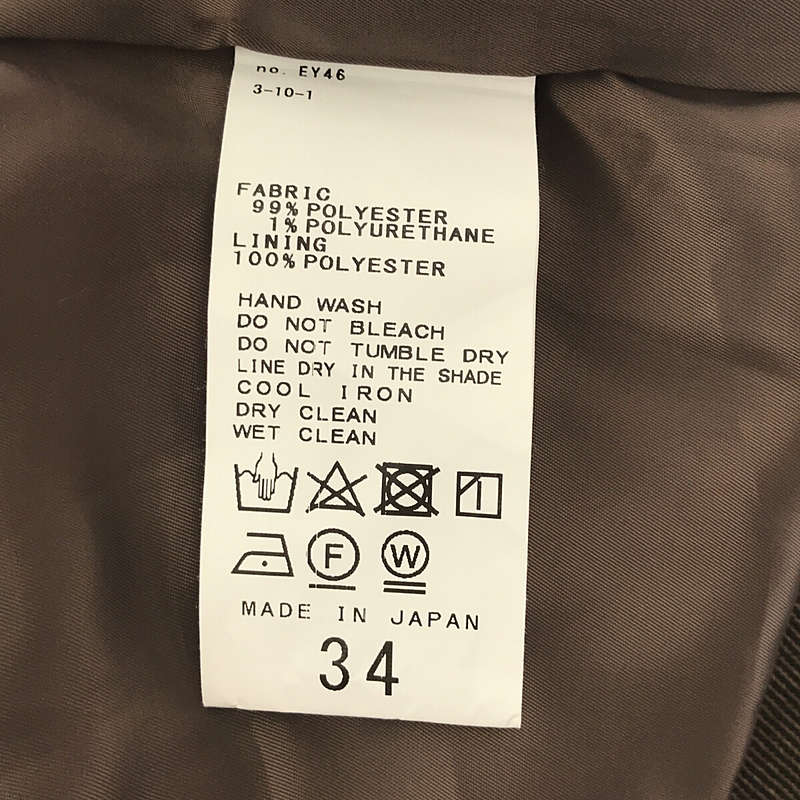 no. EY46
3-10-1
FABRIC
99% POLYESTER
1% POLYURETHANE
LINING
100% POLYESTER
HAND WASH
DO NOT BLEACH
DO NOT TUMBLE DRY
LINE DRY IN THE SHADE
COOL IRON
DRY CLEAN
WET CLEAN
F W
MADE IN JAPAN
34